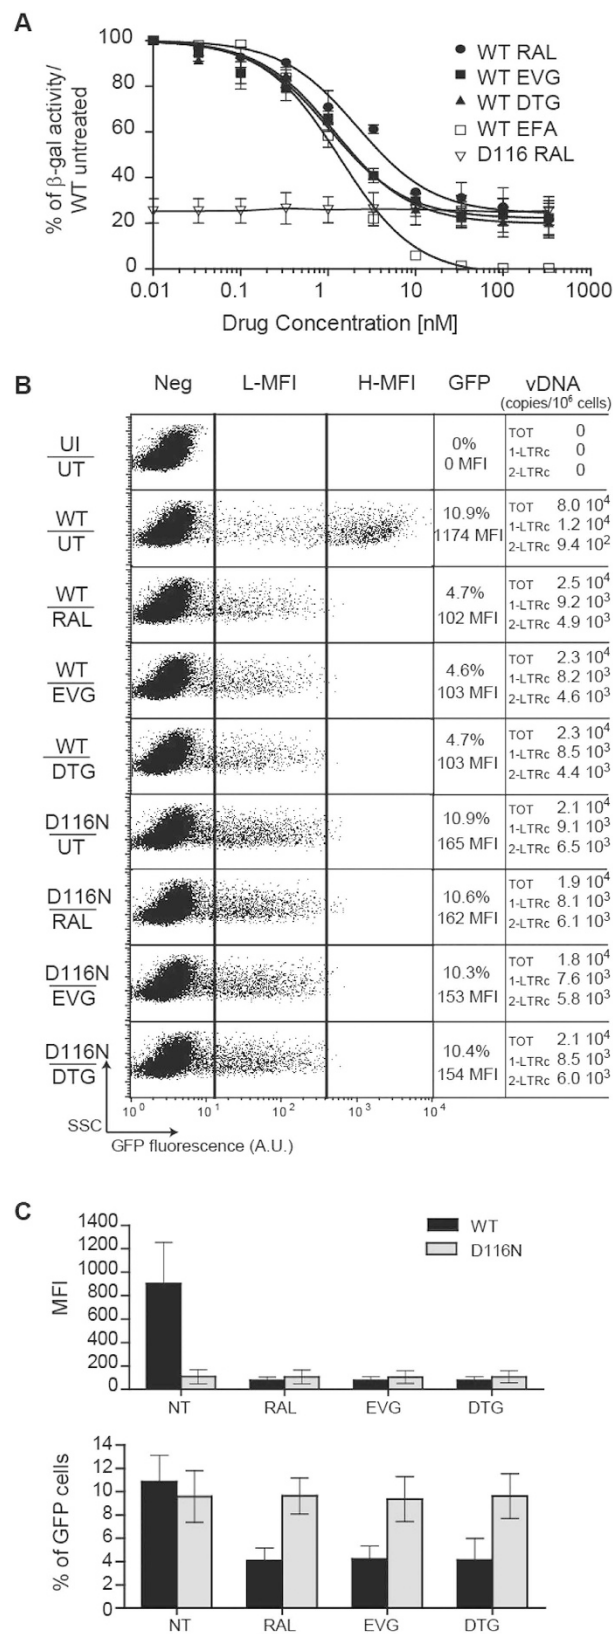 A
% of β-gal activity/
WT untreated
100
80
60
40
20
0
0.01 0.1 1 10 100 1000
Drug Concentration [nM]
WT RAL
WT EVG
WT DTG
WT EFA
D116 RAL
B
Neg L-MFI H-MFI GFP vDNA
(copies/10⁶ cells)
UI
UT
0%
0 MFI
TOT 0
1-LTRc 0
2-LTRc 0
WT
UT
10.9%
1174 MFI
TOT 8.0 10⁴
1-LTRc 1.2 10⁴
2-LTRc 9.4 10²
WT
RAL
4.7%
102 MFI
TOT 2.5 10⁴
1-LTRc 9.2 10³
2-LTRc 4.9 10³
WT
EVG
4.6%
103 MFI
TOT 2.3 10⁴
1-LTRc 8.2 10³
2-LTRc 4.6 10³
WT
DTG
4.7%
103 MFI
TOT 2.3 10⁴
1-LTRc 8.5 10³
2-LTRc 4.4 10³
D116N
UT
10.9%
165 MFI
TOT 2.1 10⁴
1-LTRc 9.1 10³
2-LTRc 6.5 10³
D116N
RAL
10.6%
162 MFI
TOT 1.9 10⁴
1-LTRc 8.1 10³
2-LTRc 6.1 10³
D116N
EVG
10.3%
153 MFI
TOT 1.8 10⁴
1-LTRc 7.6 10³
2-LTRc 5.8 10³
D116N
DTG
10.4%
154 MFI
TOT 2.1 10⁴
1-LTRc 8.5 10³
2-LTRc 6.0 10³
10⁰ 10¹ 10² 10³ 10⁴
SSC
GFP fluorescence (A.U.)
C
WT
D116N
MFI
1400
1200
1000
800
600
400
200
0
NT RAL EVG DTG
% of GFP cells
14
12
10
8
6
4
2
0
NT RAL EVG DTG